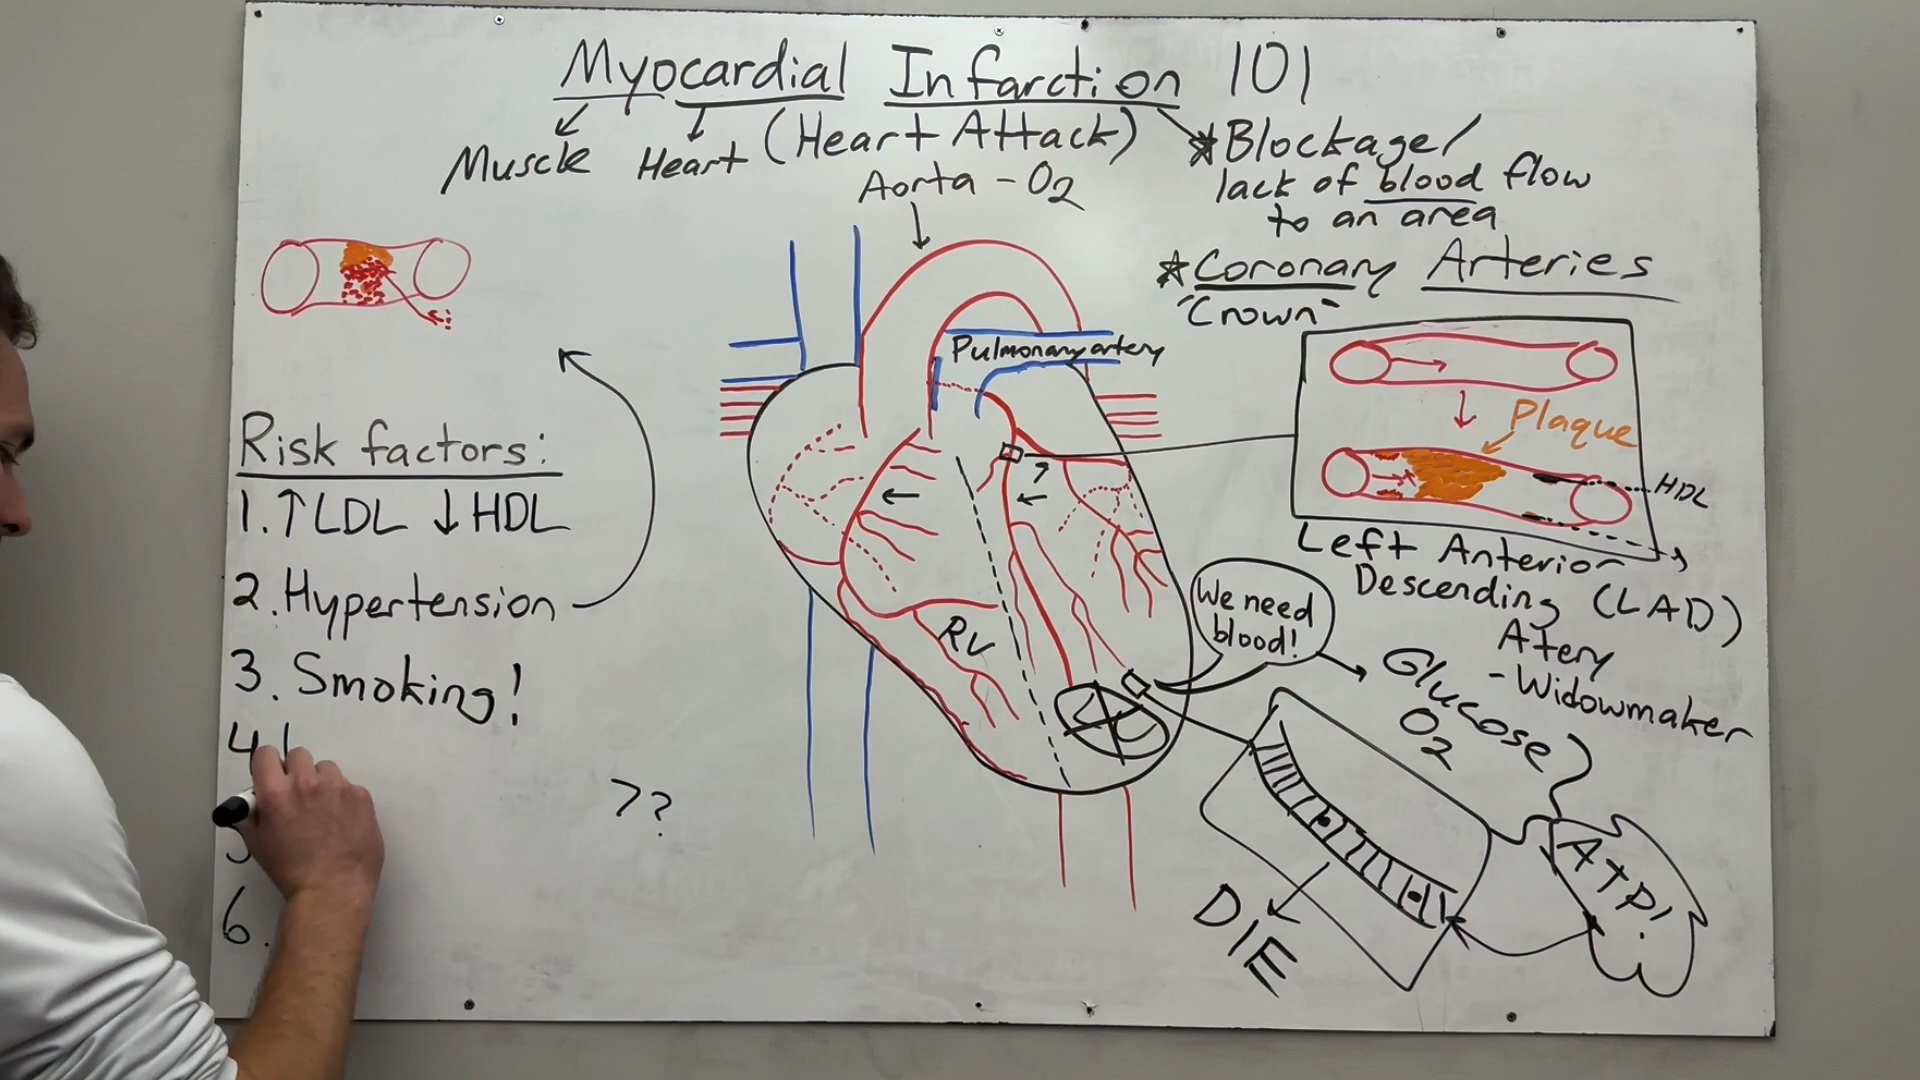 Myocardial Infarction 101
Muscle Heart (Heart Attack)
*Blockage/
lack of blood flow
to an area
Aorta - O2
*Coronary Arteries
"Crown"
Pulmonary artery
Plaque
HDL
Left Anterior
Descending (LAD)
Atery
- Widowmaker
Risk factors:
1. ↑LDL ↓HDL
2. Hypertension
3. Smoking!
4
5
6.
??
RV
We need
blood!
Glucose
O2
ATP!
DIE